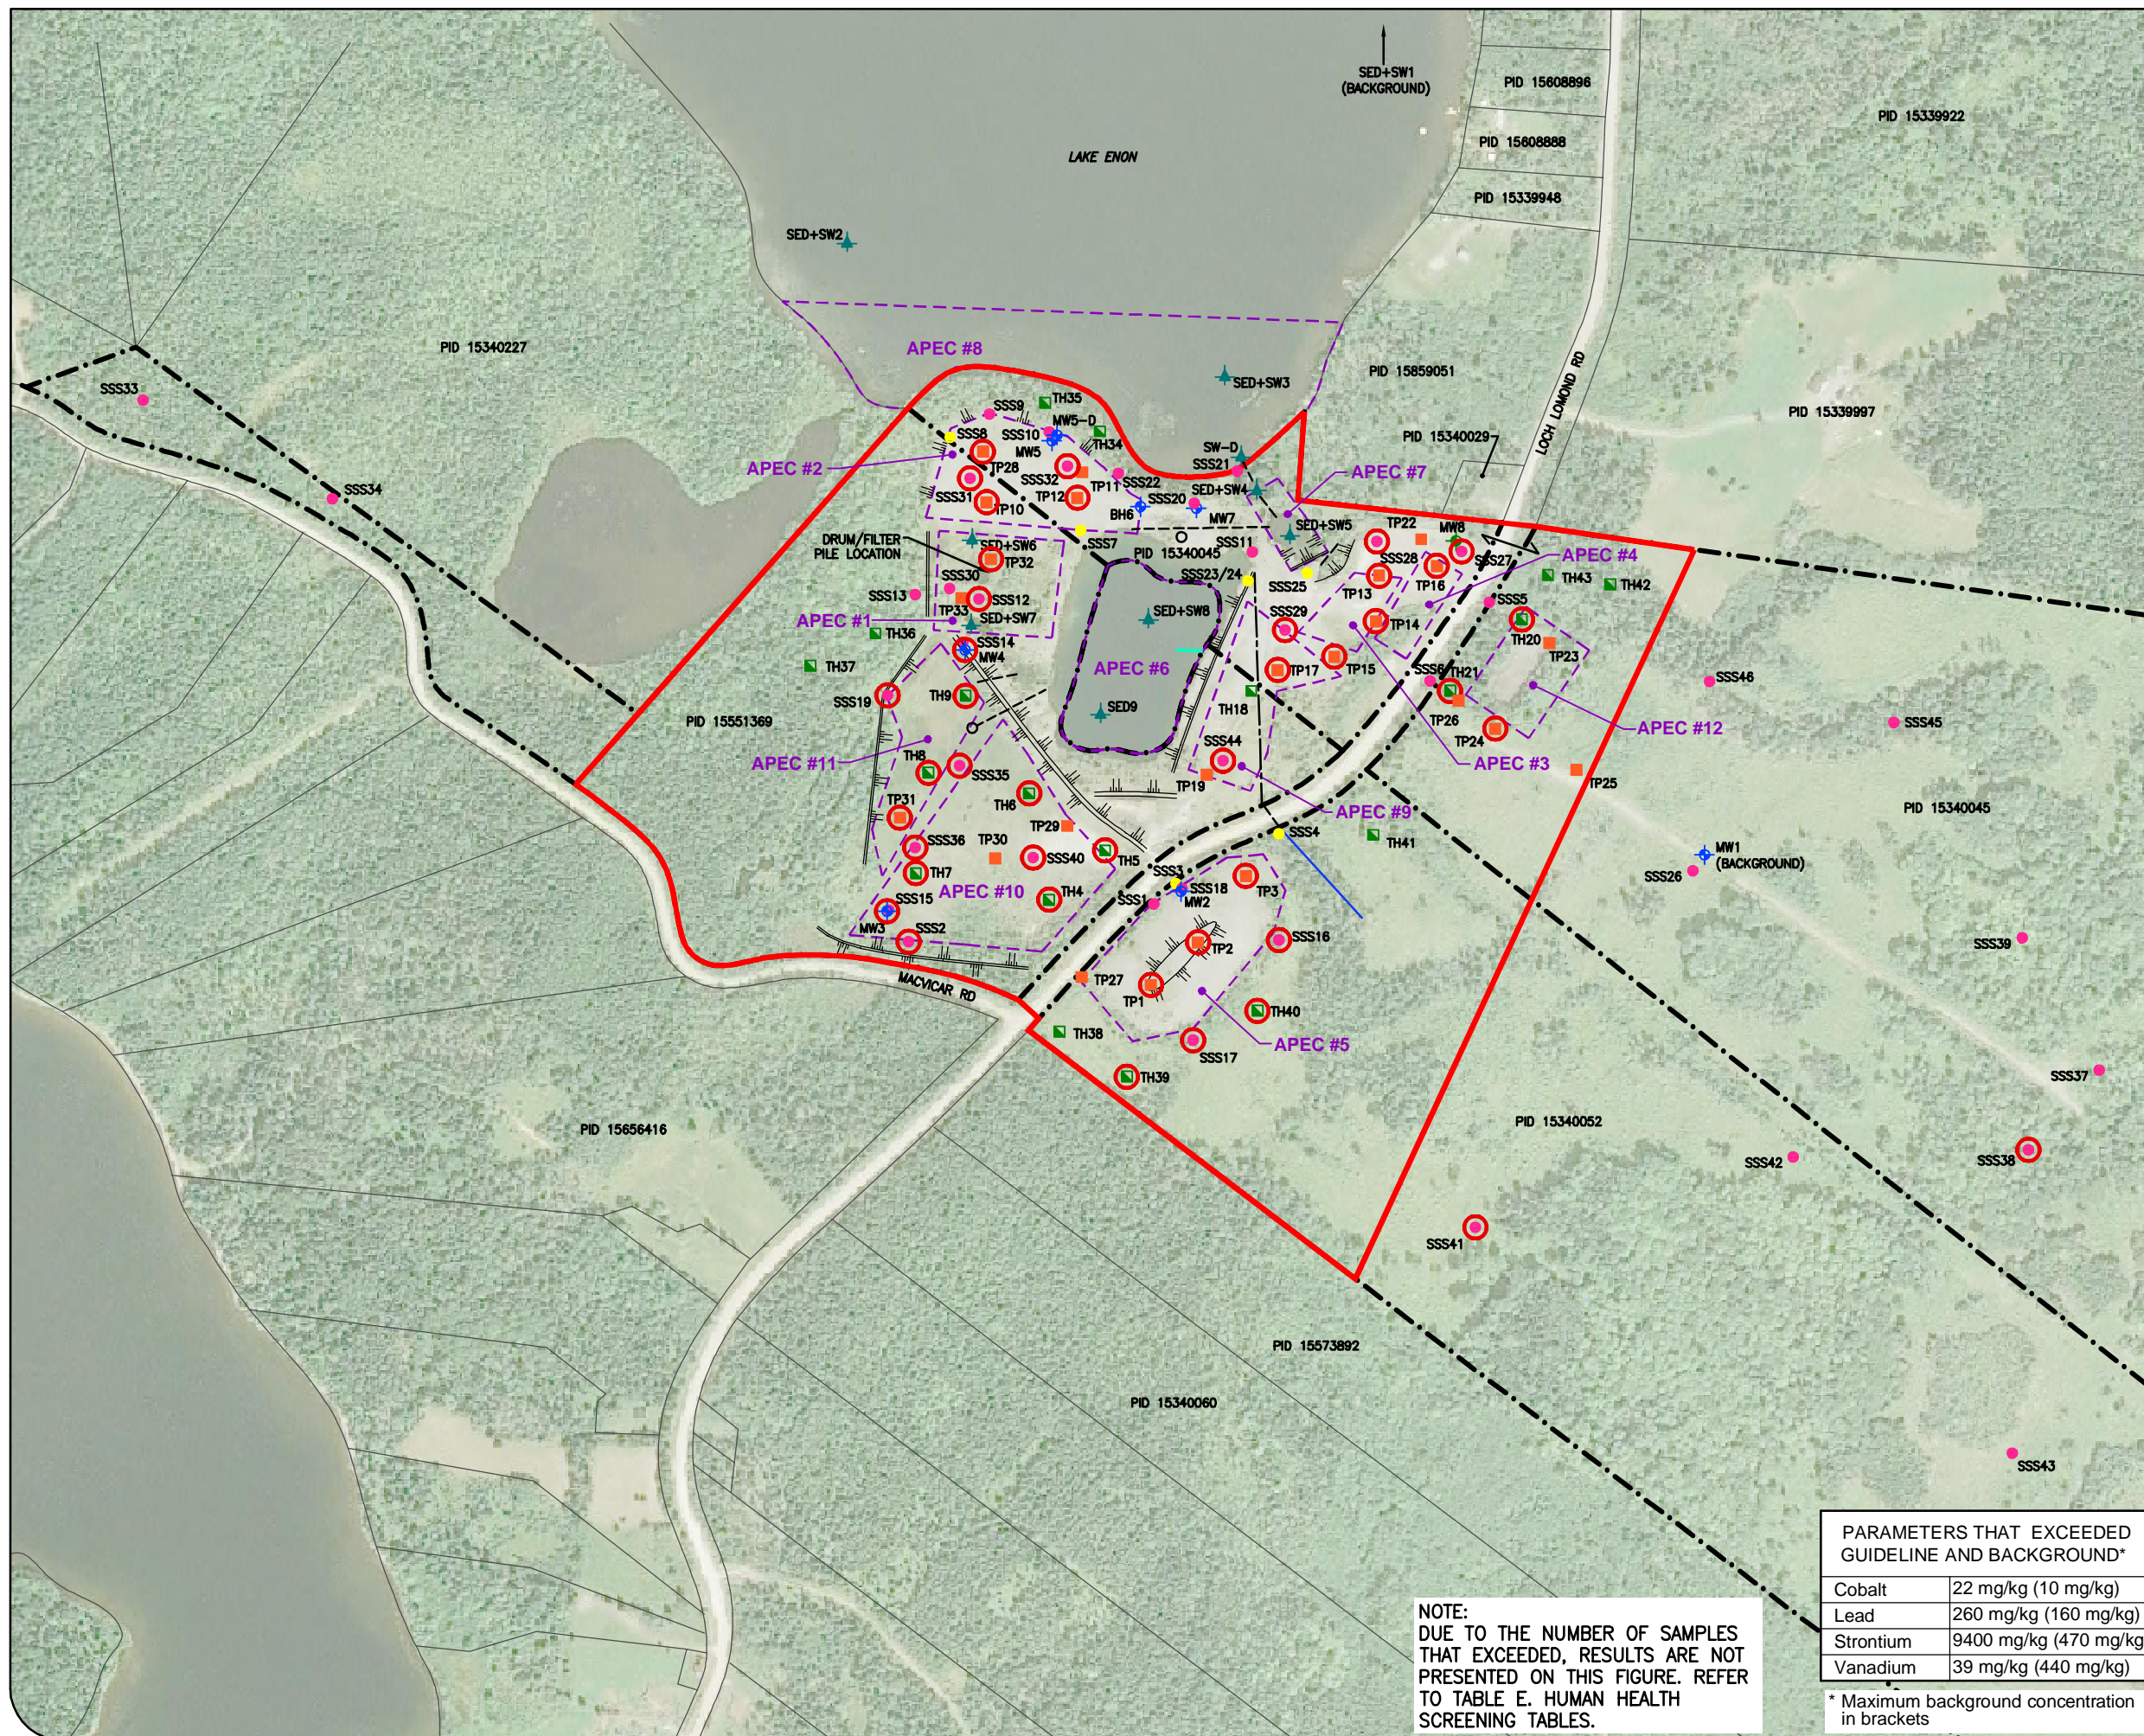 SED+SW1
(BACKGROUND)
PID 15608896
PID 15339922
PID 15608888
LAKE ENON
PID 15339948
SED+SW2
PID 15340227
APEC #8
SED+SW3
PID 15859051
LOCH LOMOND RD
PID 15339997
SSS33
SSS9
TH35
MW5-D
SSS10
MW5
TH34
SSS8
PID 15340029
APEC #2
TP28
SSS32
TP11
SSS22
SW-D
SSS21
APEC #7
SSS34
SSS31
TP10
TP12
BH6
SSS20
SED+SW4
MW7
DRUM/FILTER
PILE LOCATION
SED+SW6
SSS7
PID 15340045
SSS11
SED+SW5
TP22
MW8
SSS28
SSS27
APEC #4
TP32
SSS30
SSS13
TP33
SSS12
SSS23/24
SSS25
TP13
TP16
TH43
TH42
APEC #1
SED+SW7
SED+SW8
SSS29
TP14
SSS5
TH20
TP23
TH36
SSS14
MW4
TH37
APEC #6
TP17
TP15
SSS6
TH21
SSS46
SSS19
TH9
TH18
SED9
TP26
TP24
APEC #12
SSS45
PID 15551369
APEC #11
TH8
SSS35
SSS44
APEC #3
TP25
TP19
TH6
TP31
TP29
APEC #9
PID 15340045
SSS36
TP30
SSS40
TH5
SSS4
TH41
MW1
(BACKGROUND)
SSS26
TH7
APEC #10
TH4
SSS3
SSS18
MW2
TP3
SSS1
SSS15
MW3
SSS2
TP2
SSS16
SSS39
MACVICAR RD
TP27
TP1
TH40
TH38
SSS17
APEC #5
TH39
SSS37
PID 15656416
PID 15340052
SSS42
SSS38
SSS41
PID 15573892
PID 15340060
SSS43
PARAMETERS THAT EXCEEDED
GUIDELINE AND BACKGROUND*
Cobalt 22 mg/kg (10 mg/kg)
Lead 260 mg/kg (160 mg/kg)
Strontium 9400 mg/kg (470 mg/kg
Vanadium 39 mg/kg (440 mg/kg)
* Maximum background concentration
in brackets
NOTE:
DUE TO THE NUMBER OF SAMPLES
THAT EXCEEDED, RESULTS ARE NOT
PRESENTED ON THIS FIGURE. REFER
TO TABLE E. HUMAN HEALTH
SCREENING TABLES.